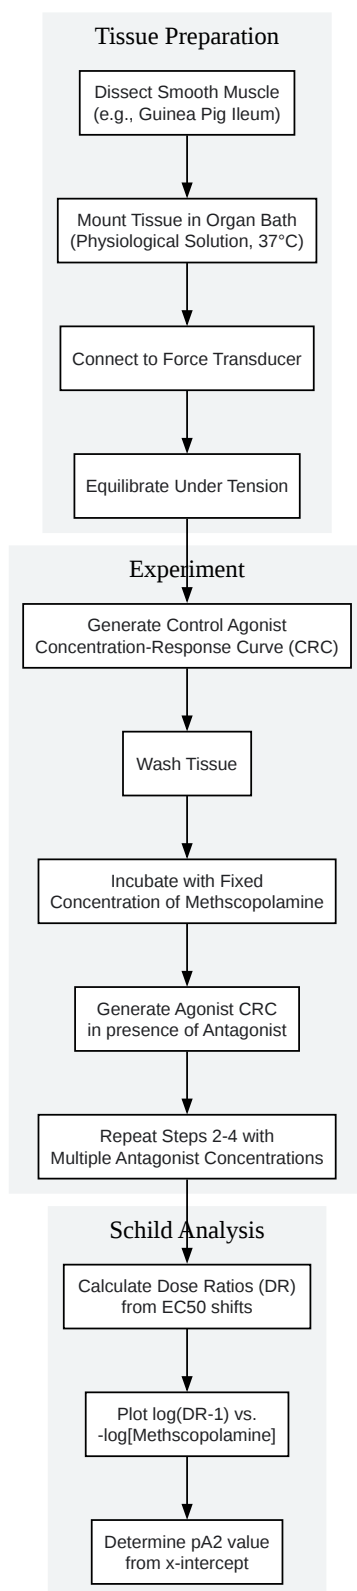 Tissue Preparation
Dissect Smooth Muscle
(e.g., Guinea Pig Ileum)
Mount Tissue in Organ Bath
(Physiological Solution, 37°C)
Connect to Force Transducer
Equilibrate Under Tension
Experiment
Generate Control Agonist
Concentration-Response Curve (CRC)
Wash Tissue
Incubate with Fixed
Concentration of Methscopolamine
Generate Agonist CRC
in presence of Antagonist
Repeat Steps 2-4 with
Multiple Antagonist Concentrations
Schild Analysis
Calculate Dose Ratios (DR)
from EC50 shifts
Plot log(DR-1) vs.
-log[Methscopolamine]
Determine pA2 value
from x-intercept